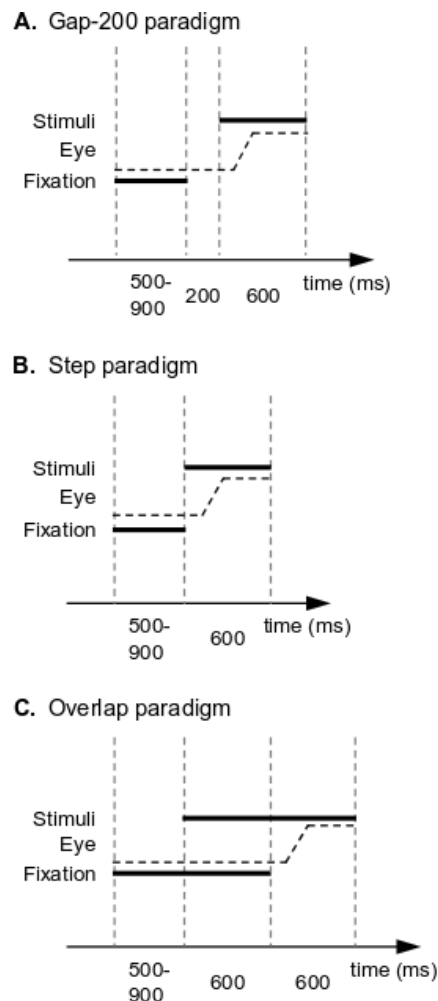 A. Gap-200 paradigm
Stimuli
Eye
Fixation
500-
900
200
600
time (ms)
B. Step paradigm
Stimuli
Eye
Fixation
500-
900
600
time (ms)
C. Overlap paradigm
Stimuli
Eye
Fixation
500-
900
600
600
time (ms)